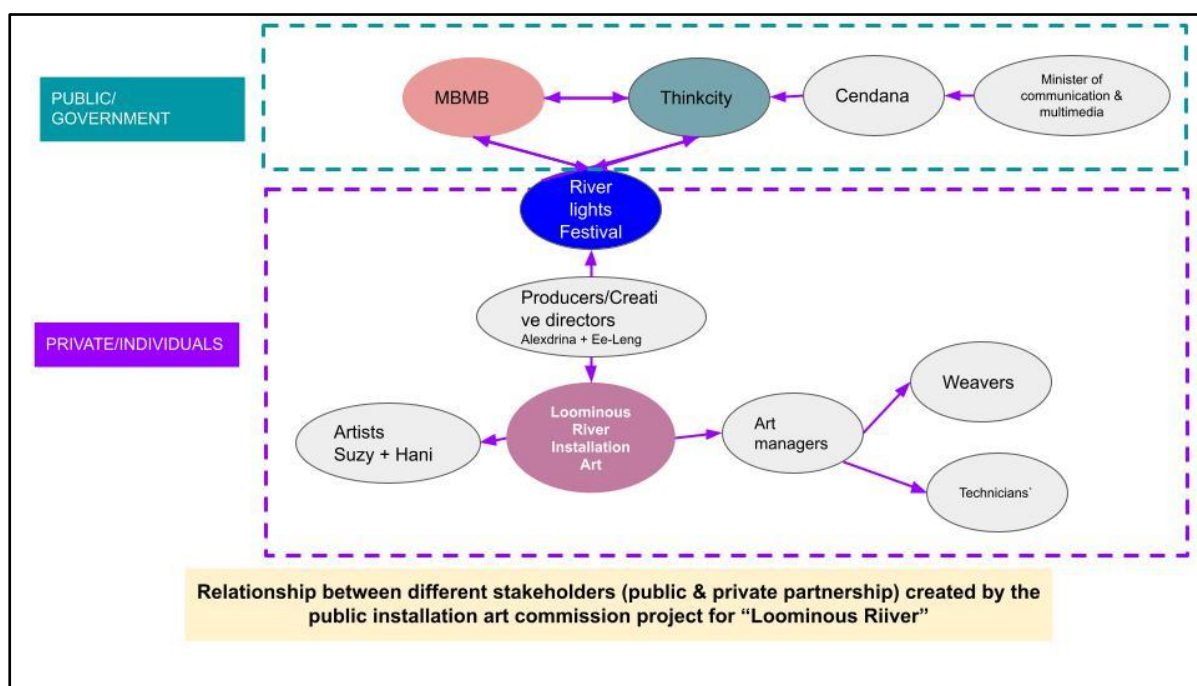 PUBLIC/
GOVERNMENT
MBMB
Thinkcity
Cendana
Minister of
communication &
multimedia
River
lights
Festival
Producers/Creati
ve directors
Alexdrina + Ee-Leng
PRIVATE/INDIVIDUALS
Loominous
River
Installation
Art
Artists
Suzy + Hani
Art
managers
Weavers
Technicians`
Relationship between different stakeholders (public & private partnership) created by the
public installation art commission project for “Loominous Riiver”